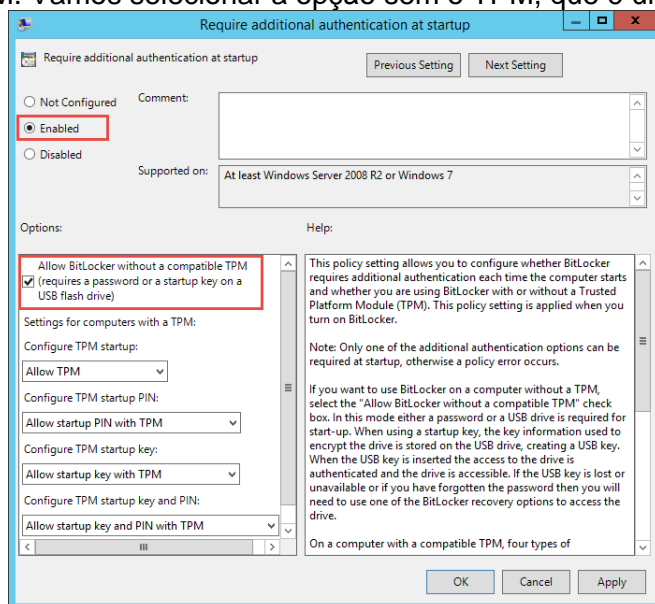 M. Vamos selecionar a opção sem o TPM, que é
Require additional authentication at startup
Require additional authentication at startup
Previous Setting
Next Setting
Not Configured
Comment:
Enabled
Disabled
Supported on:
At least Windows Server 2008 R2 or Windows 7
Options:
Help:
Allow BitLocker without a compatible TPM
(requires a password or a startup key on a
USB flash drive)
Settings for computers with a TPM:
Configure TPM startup:
Allow TPM
Configure TPM startup PIN:
Allow startup PIN with TPM
Configure TPM startup key:
Allow startup key with TPM
Configure TPM startup key and PIN:
Allow startup key and PIN with TPM
This policy setting allows you to configure whether BitLocker
requires additional authentication each time the computer starts
and whether you are using BitLocker with or without a Trusted
Platform Module (TPM). This policy setting is applied when you
turn on BitLocker.
Note: Only one of the additional authentication options can be
required at startup, otherwise a policy error occurs.
If you want to use BitLocker on a computer without a TPM,
select the "Allow BitLocker without a compatible TPM" check
box. In this mode either a password or a USB drive is required for
start-up. When using a startup key, the key information used to
encrypt the drive is stored on the USB drive, creating a USB key.
When the USB key is inserted the access to the drive is
authenticated and the drive is accessible. If the USB key is lost or
unavailable or if you have forgotten the password then you will
need to use one of the BitLocker recovery options to access the
drive.
On a computer with a compatible TPM, four types of
OK
Cancel
Apply